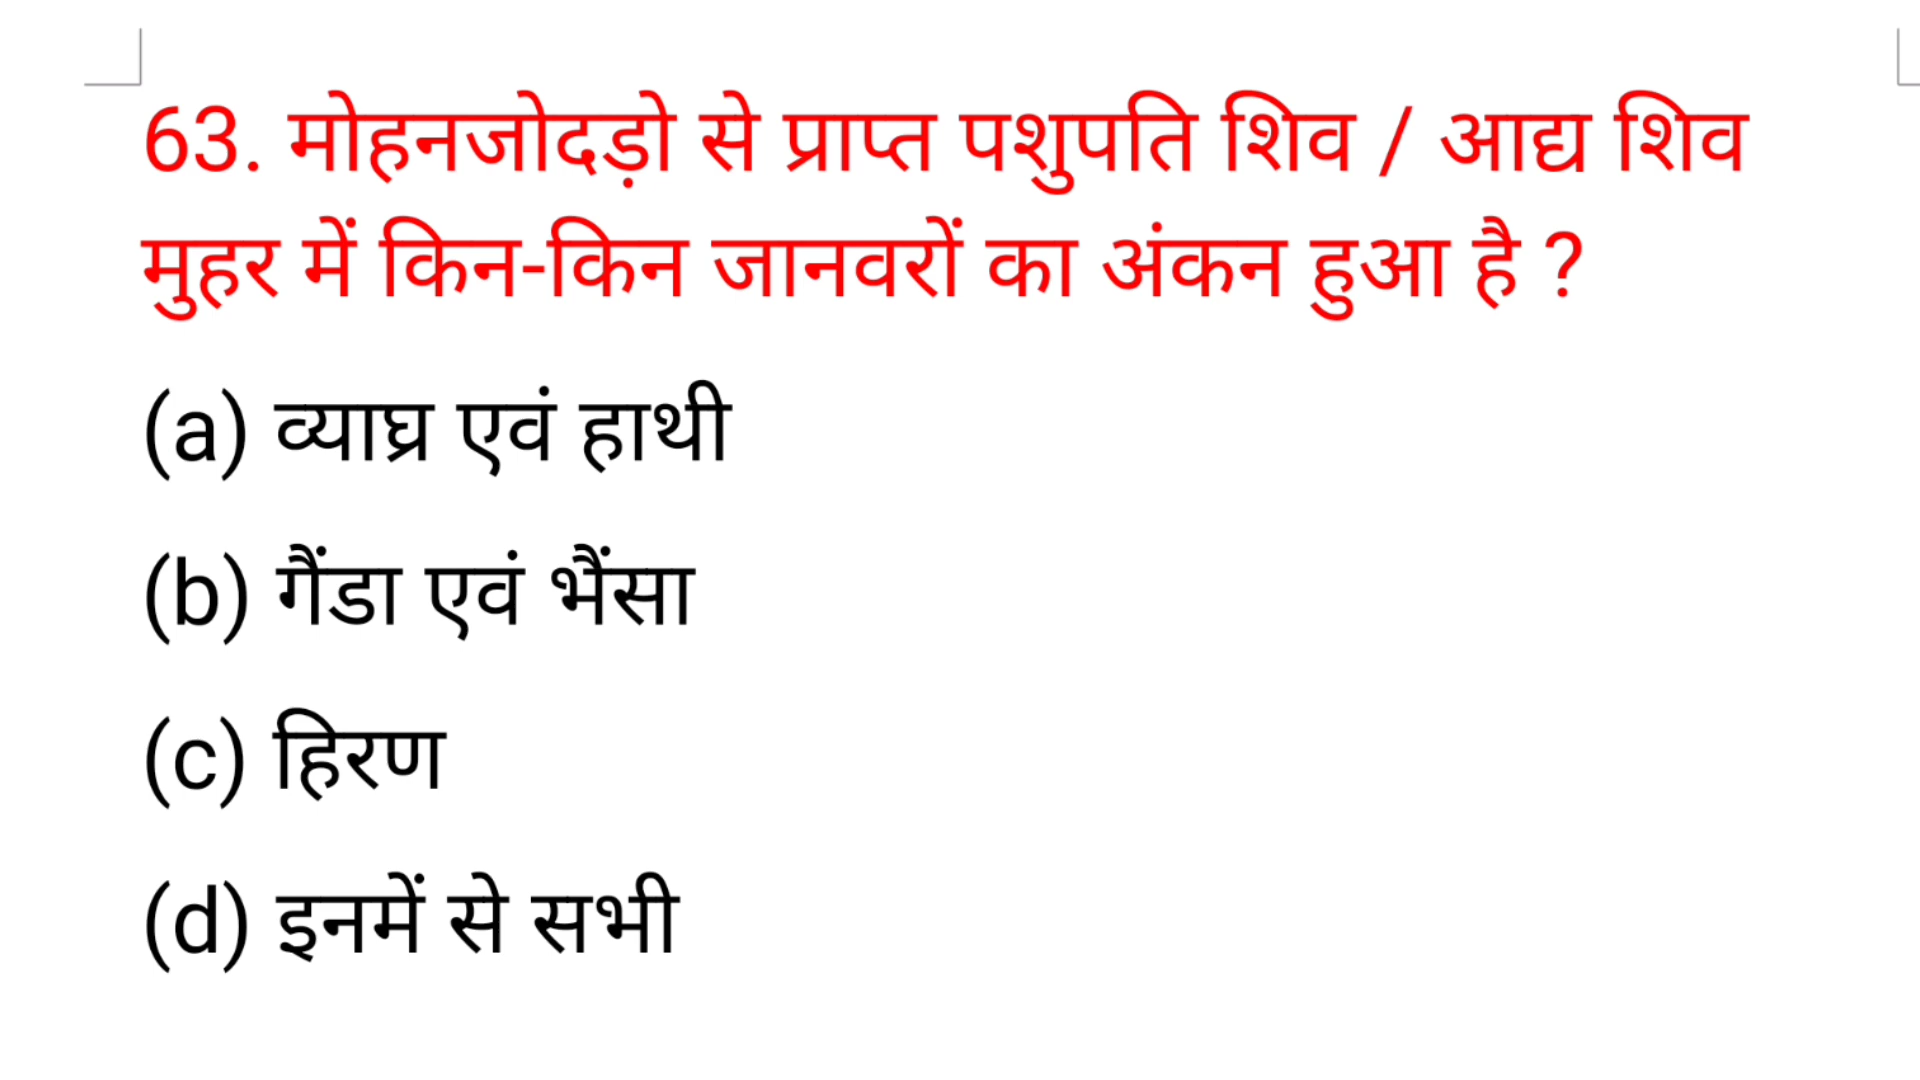 63. मोहनजोदड़ो से प्राप्त पशुपति शिव / आद्य शिव
मुहर में किन-किन जानवरों का अंकन हुआ है ?
(a) व्याघ्र एवं हाथी
(b) गैंडा एवं भैंसा
(c) हिरण
(d) इनमें से सभी